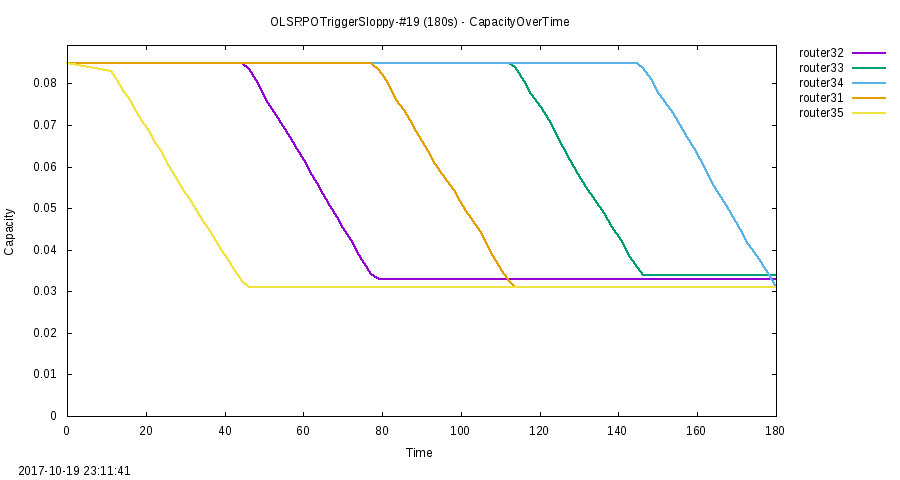 OLSRPOTriggerSloppy-#19 (180s) - CapacityOverTime
router32
router33
router34
router31
router35
Capacity
0.08
0.07
0.06
0.05
0.04
0.03
0.02
0.01
0
0 20 40 60 80 100 120 140 160 180
Time
2017-10-19 23:11:41